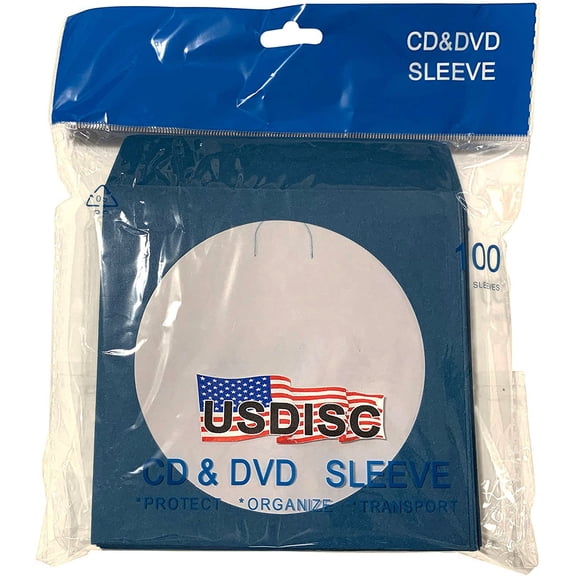 CD&DVD
SLEEVE
100
SLEEVES
USDISC
CD & DVD SLEEVE
*PROTECT *ORGANIZE *TRANSPORT